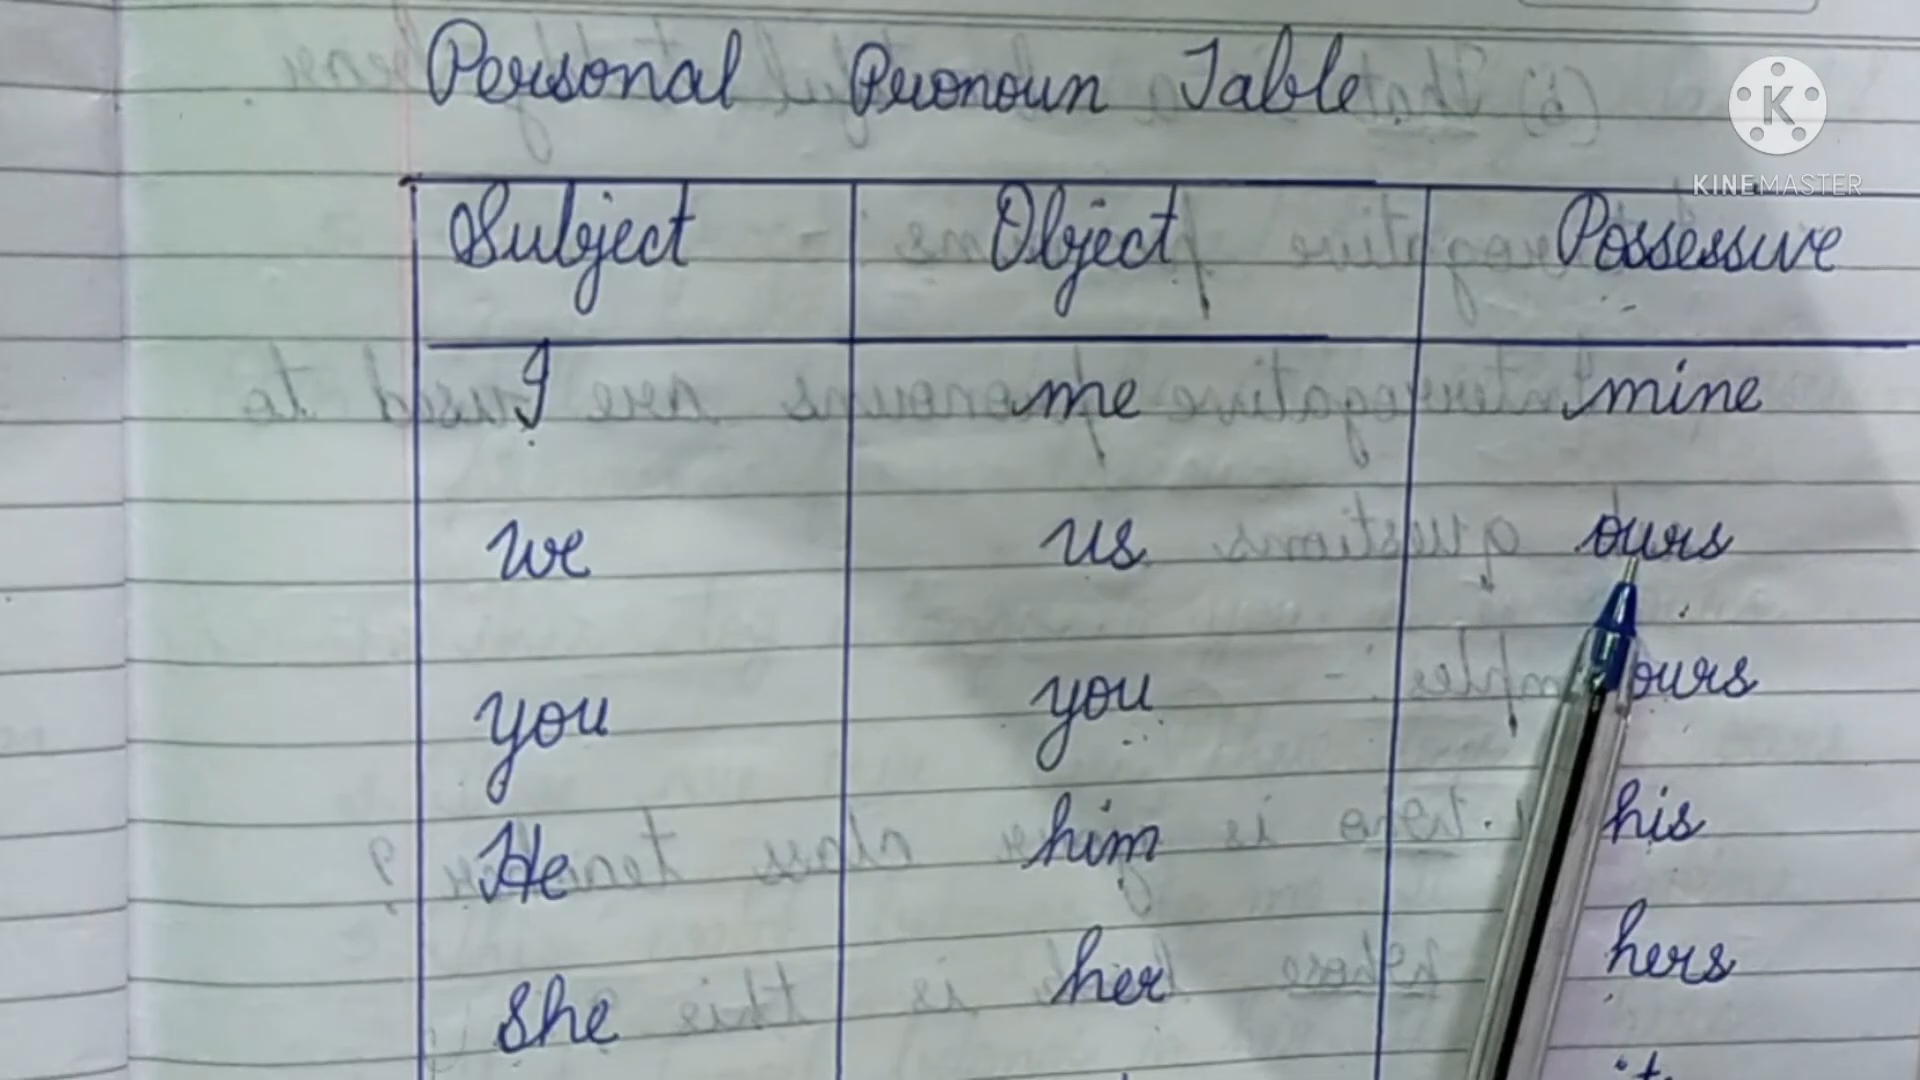 Personal Pronoun Table
KINEMASTER
Subject Object Possessive
I me mine
we us ours
you you ours
He him his
She her hers